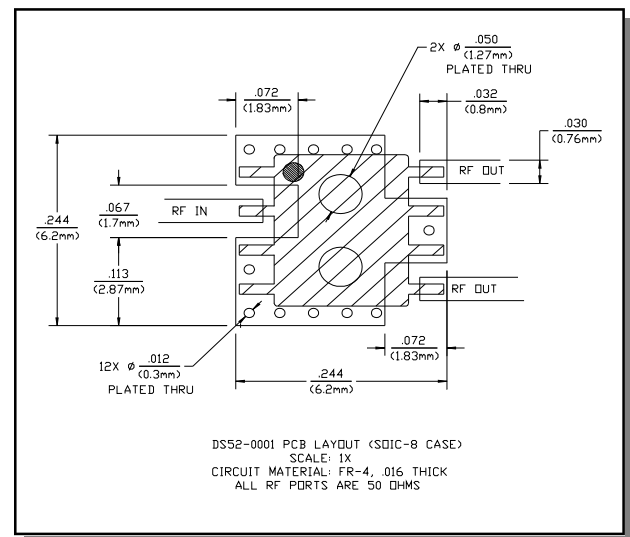 2X ø .050
(1.27mm)
PLATED THRU
.072
(1.83mm)
.032
(0.8mm)
.030
(0.76mm)
RF OUT
RF IN
.067
(1.7mm)
.244
(6.2mm)
.113
(2.87mm)
RF OUT
12X ø .012
(0.3mm)
PLATED THRU
.072
(1.83mm)
.244
(6.2mm)
DS52-0001 PCB LAYOUT (SOIC-8 CASE)
SCALE: 1X
CIRCUIT MATERIAL: FR-4, .016 THICK
ALL RF PORTS ARE 50 OHMS